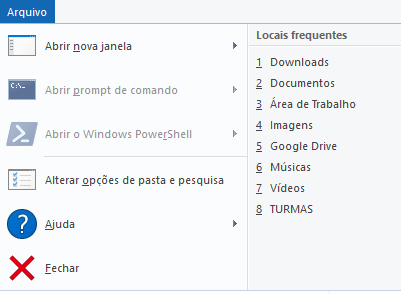 Arquivo
Abrir nova janela
C:\...
Abrir prompt de comando
Abrir o Windows PowerShell
Alterar opções de pasta e pesquisa
Ajuda
Fechar
Locais frequentes
1 Downloads
2 Documentos
3 Área de Trabalho
4 Imagens
5 Google Drive
6 Músicas
7 Vídeos
8 TURMAS